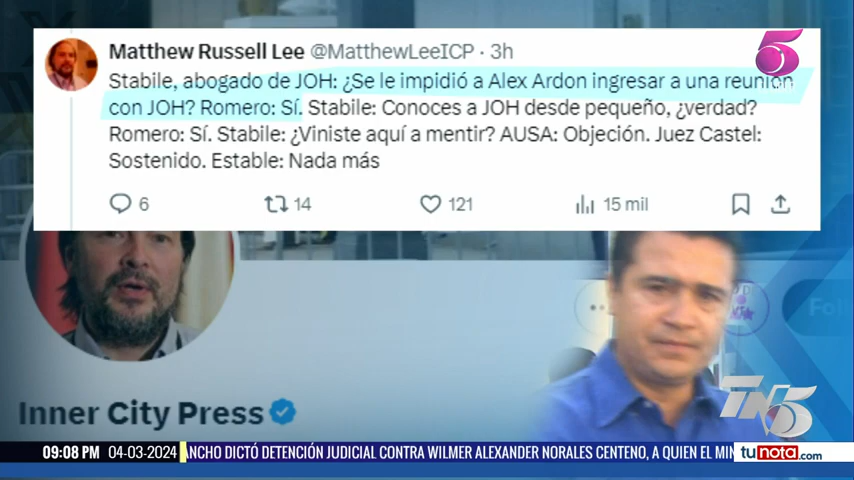 Matthew Russell Lee @MatthewLeeICP · 3h
Stabile, abogado de JOH: ¿Se le impidió a Alex Ardon ingresar a una reunión
con JOH? Romero: Sí. Stabile: Conoces a JOH desde pequeño, ¿verdad?
Romero: Sí. Stabile: ¿Viniste aquí a mentir? AUSA: Objeción. Juez Castel:
Sostenido. Estable: Nada más
6 14 121 15 mil
5
Inner City Press
TN5
09:08 PM 04-03-2024 ANCHO DICTÓ DETENCIÓN JUDICIAL CONTRA WILMER ALEXANDER NORALES CENTENO, A QUIEN EL MIN
tunota.com